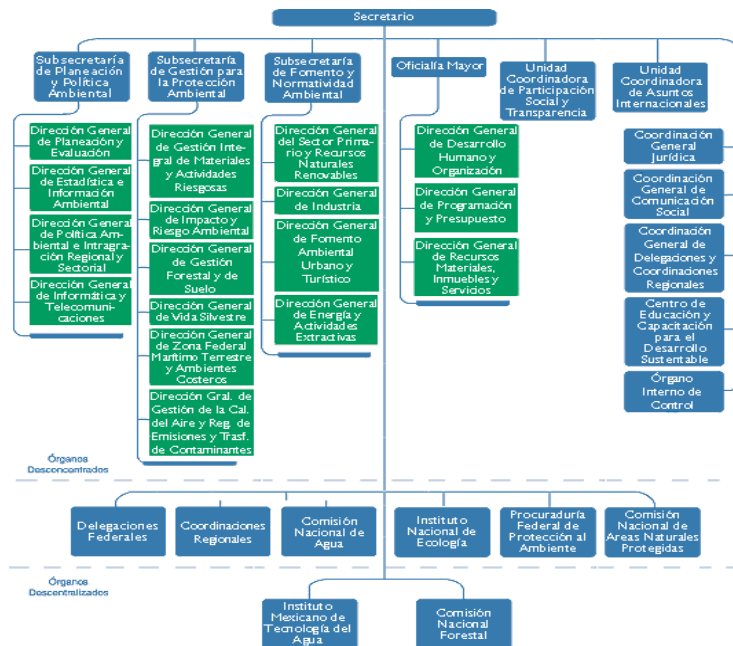 Secretario
Subsecretaría
de Planeación
y Política
Ambiental
Subsecretaría
de Gestión para
la Protección
Ambiental
Subsecretaría
de Fomento y
Normatividad
Ambiental
Oficialía Mayor
Unidad
Coordinadora
de Participación
Social y
Transparencia
Unidad
Coordinadora
de Asuntos
Internacionales
Dirección General
de Planeación y
Evaluación
Dirección General
de Estadística e
Información
Ambiental
Dirección General
de Política Am-
biental e Intragra-
ción Regional y
Sectorial
Dirección General
de Informática y
Telecomuni-
caciones
Dirección General
de Gestión Inte-
gral de Materiales y
Actividades
Riesgosas
Dirección General
de Impacto y
Riesgo Ambiental
Dirección General
de Gestión
Forestal y de
Suelo
Dirección General
de Vida Silvestre
Dirección General
de Zona Federal
Marítimo Terrestre
y Ambientes
Costeros
Dirección Gral. de
Gestión de la Cal.
del Aire y Reg. de
Emisiones y Trasf.
de Contaminantes
Dirección General
del Sector Prima-
rio y Recursos
Naturales
Renovables
Dirección General
de Industria
Dirección General
de Fomento
Ambiental
Urbano y
Turístico
Dirección General
de Energía y
Actividades
Extractivas
Dirección General
de Desarrollo
Humano y
Organización
Dirección General
de Programación
y Presupuesto
Dirección General
de Recursos
Materiales,
Inmuebles y
Servicios
Coordinación
General
Jurídica
Coordinación
General de
Comunicación
Social
Coordinación
General de
Delegaciones y
Coordinaciones
Regionales
Centro de
Educación y
Capacitación
para el
Desarrollo
Sustentable
Órgano
Interno de
Control
Órganos
Desconcentrados
Delegaciones
Federales
Coordinaciones
Regionales
Comisión
Nacional de
Agua
Instituto
Nacional de
Ecología
Procuraduría
Federal de
Protección al
Ambiente
Comisión
Nacional de
Areas Naturales
Protegidas
Órganos
Descentralizados
Instituto
Mexicano de
Tecnología del
Agua
Comisión
Nacional
Forestal